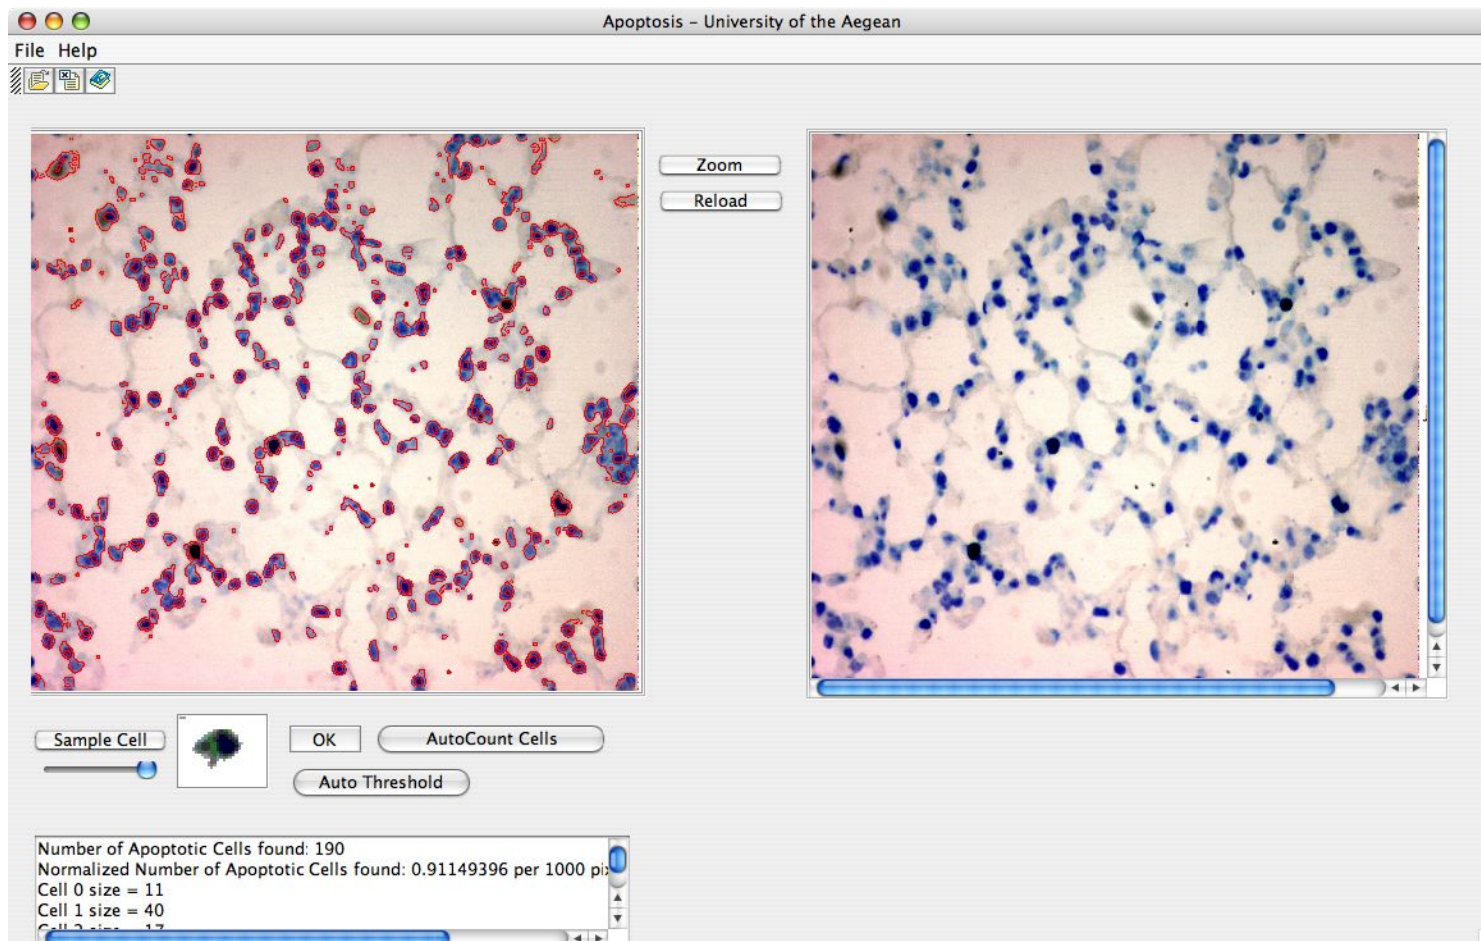 Apoptosis – University of the Aegean
File Help
Zoom
Reload
Sample Cell
OK
AutoCount Cells
Auto Threshold
Number of Apoptotic Cells found: 190
Normalized Number of Apoptotic Cells found: 0.91149396 per 1000
Cell 0 size = 11
Cell 1 size = 40